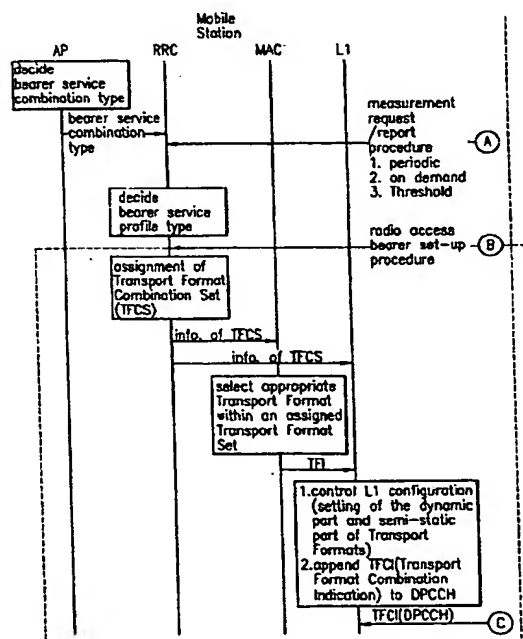 Mobile
Station
AP RRC MAC L1
decide
bearer service
combination type
bearer service
combination
type
measurement
request
/report
procedure
1. periodic
2. on demand
3. Threshold
A
decide
bearer service
profile type
radio access
bearer set-up
procedure
B
assignment of
Transport Format
Combination Set
(TFCS)
info. of TFCS
info. of TFCS
select appropriate
Transport Format
within an assigned
Transport Format
Set
TFI
1.control L1 configuration
(setting of the dynamic
part and semi-static
part of Transport
Formats)
2.append TFCI(Transport
Format Combination
Indication) to DPCCH
TFCI(DPCCH)
C